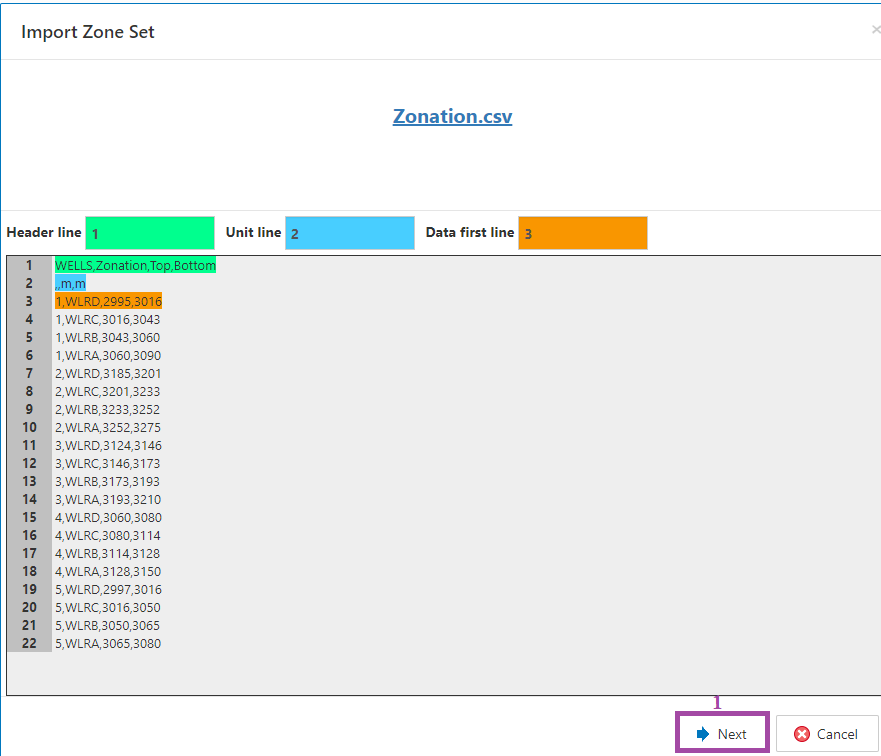 Import Zone Set ×
Zonation.csv
Header line 1 Unit line 2 Data first line 3
1 WELLS,Zonation,Top,Bottom
2 ,,m,m
3 1,WLRD,2995,3016
4 1,WLRC,3016,3043
5 1,WLRB,3043,3060
6 1,WLRA,3060,3090
7 2,WLRD,3185,3201
8 2,WLRC,3201,3233
9 2,WLRB,3233,3252
10 2,WLRA,3252,3275
11 3,WLRD,3124,3146
12 3,WLRC,3146,3173
13 3,WLRB,3173,3193
14 3,WLRA,3193,3210
15 4,WLRD,3060,3080
16 4,WLRC,3080,3114
17 4,WLRB,3114,3128
18 4,WLRA,3128,3150
19 5,WLRD,2997,3016
20 5,WLRC,3016,3050
21 5,WLRB,3050,3065
22 5,WLRA,3065,3080
1
Next Cancel